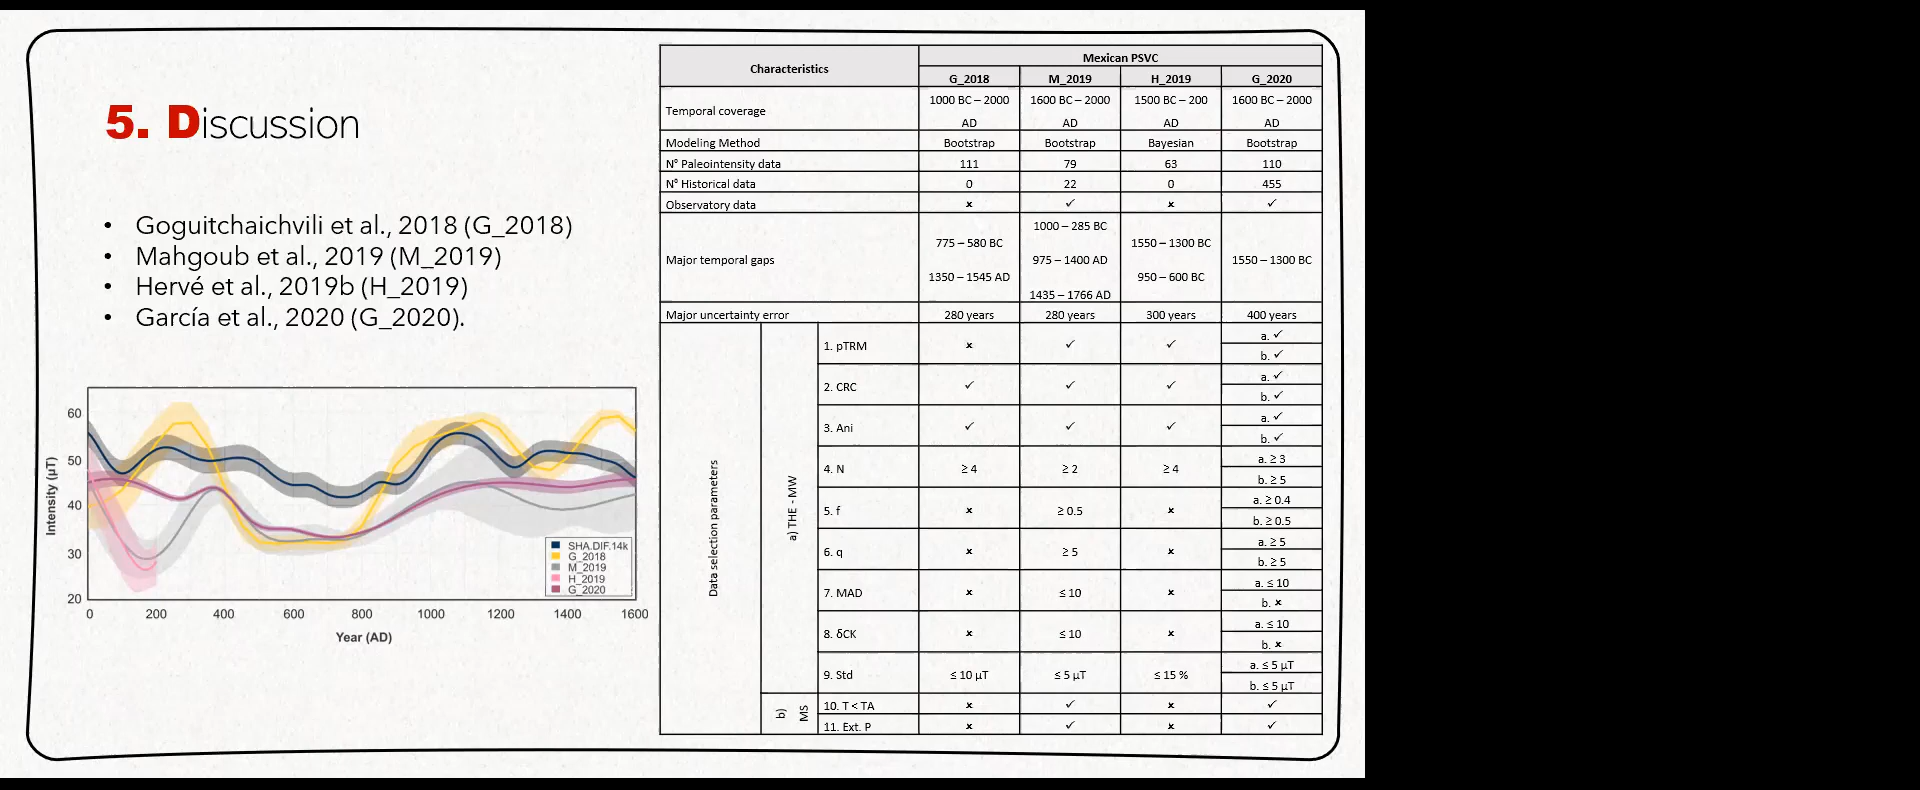 5. Discussion
• Goguitchaichvili et al., 2018 (G_2018)
• Mahgoub et al., 2019 (M_2019)
• Hervé et al., 2019b (H_2019)
• García et al., 2020 (G_2020).
Intensity (µT)
60
50
40
30
20
0 200 400 600 800 1000 1200 1400 1600
Year (AD)
SHA.DIF.14k
G_2018
M_2019
H_2019
G_2020
Characteristics
Mexican PSVC
G_2018 M_2019 H_2019 G_2020
Temporal coverage
1000 BC – 2000 AD
1600 BC – 2000 AD
1500 BC – 200 AD
1600 BC – 2000 AD
Modeling Method Bootstrap Bootstrap Bayesian Bootstrap
N° Paleointensity data 111 79 63 110
N° Historical data 0 22 0 455
Observatory data × ✓ × ✓
Major temporal gaps
775 – 580 BC
1350 – 1545 AD
1000 – 285 BC
975 – 1400 AD
1435 – 1766 AD
1550 – 1300 BC
950 – 600 BC
1550 – 1300 BC
Major uncertainty error 280 years 280 years 300 years 400 years
Data selection parameters
a) THE - MW
1. pTRM × ✓ ✓ a. ✓
b. ✓
2. CRC ✓ ✓ ✓ a. ✓
b. ✓
3. Ani ✓ ✓ ✓ a. ✓
b. ✓
4. N ≥ 4 ≥ 2 ≥ 4 a. ≥ 3
b. ≥ 5
5. f × ≥ 0.5 × a. ≥ 0.4
b. ≥ 0.5
6. q × ≥ 5 × a. ≥ 5
b. ≥ 5
7. MAD × ≤ 10 × a. ≤ 10
b. ×
8. δCK × ≤ 10 × a. ≤ 10
b. ×
9. Std ≤ 10 µT ≤ 5 µT ≤ 15 % a. ≤ 5 µT
b. ≤ 5 µT
b) MS
10. T < TA × ✓ × ✓
11. Ext. P × ✓ × ✓